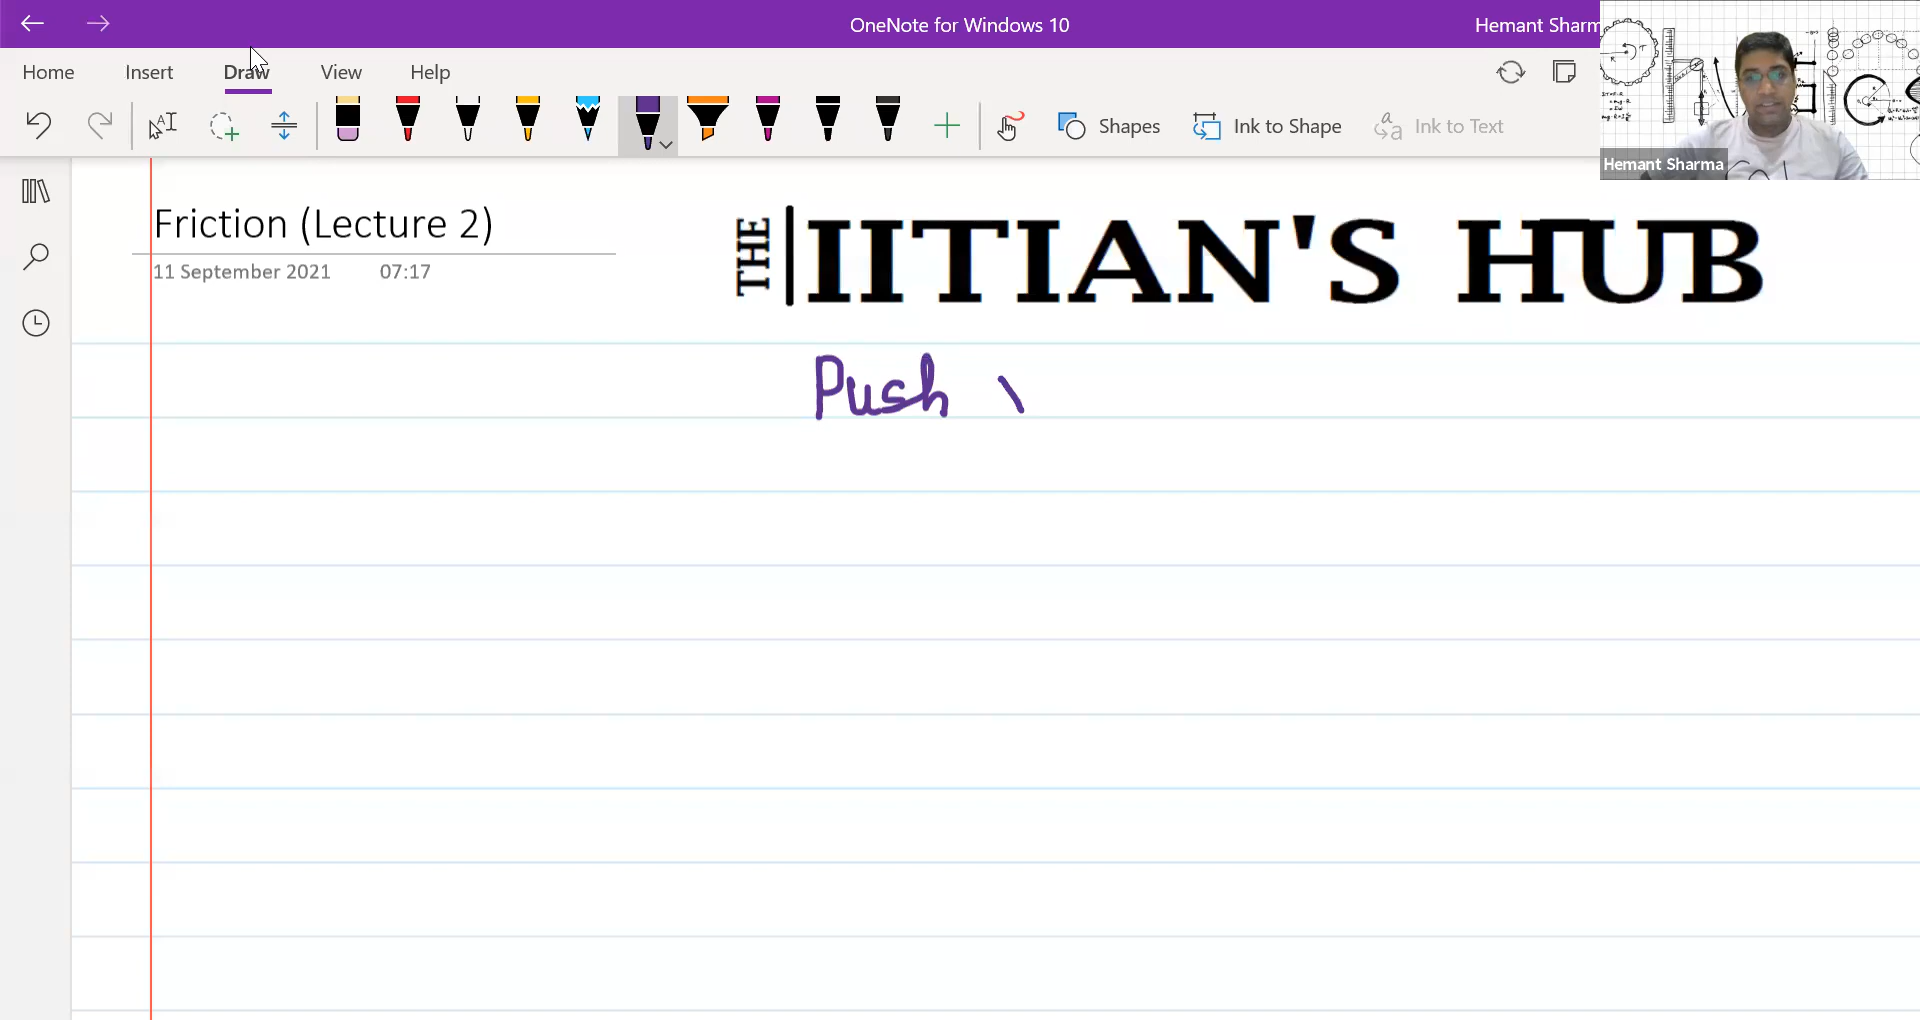 OneNote for Windows 10
Hemant Sharm
Home Insert Draw View Help
Shapes Ink to Shape Ink to Text
Hemant Sharma
Friction (Lecture 2)
11 September 2021 07:17
THE IITIAN'S HUB
Push